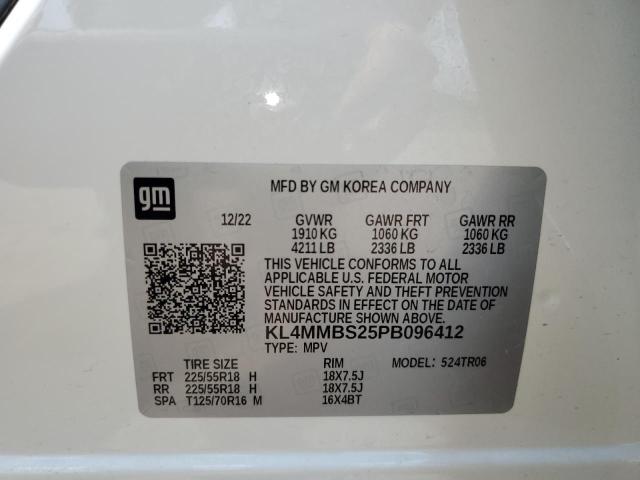 gm
MFD BY GM KOREA COMPANY
12/22 GVWR GAWR FRT GAWR RR
1910 KG 1060 KG 1060 KG
4211 LB 2336 LB 2336 LB
THIS VEHICLE CONFORMS TO ALL
APPLICABLE U.S. FEDERAL MOTOR
VEHICLE SAFETY AND THEFT PREVENTION
STANDARDS IN EFFECT ON THE DATE OF
MANUFACTURE SHOWN ABOVE.
KL4MMBS25PB096412
TYPE: MPV
TIRE SIZE RIM MODEL: 524TR06
FRT 225/55R18 H 18X7.5J
RR 225/55R18 H 18X7.5J
SPA T125/70R16 M 16X4BT